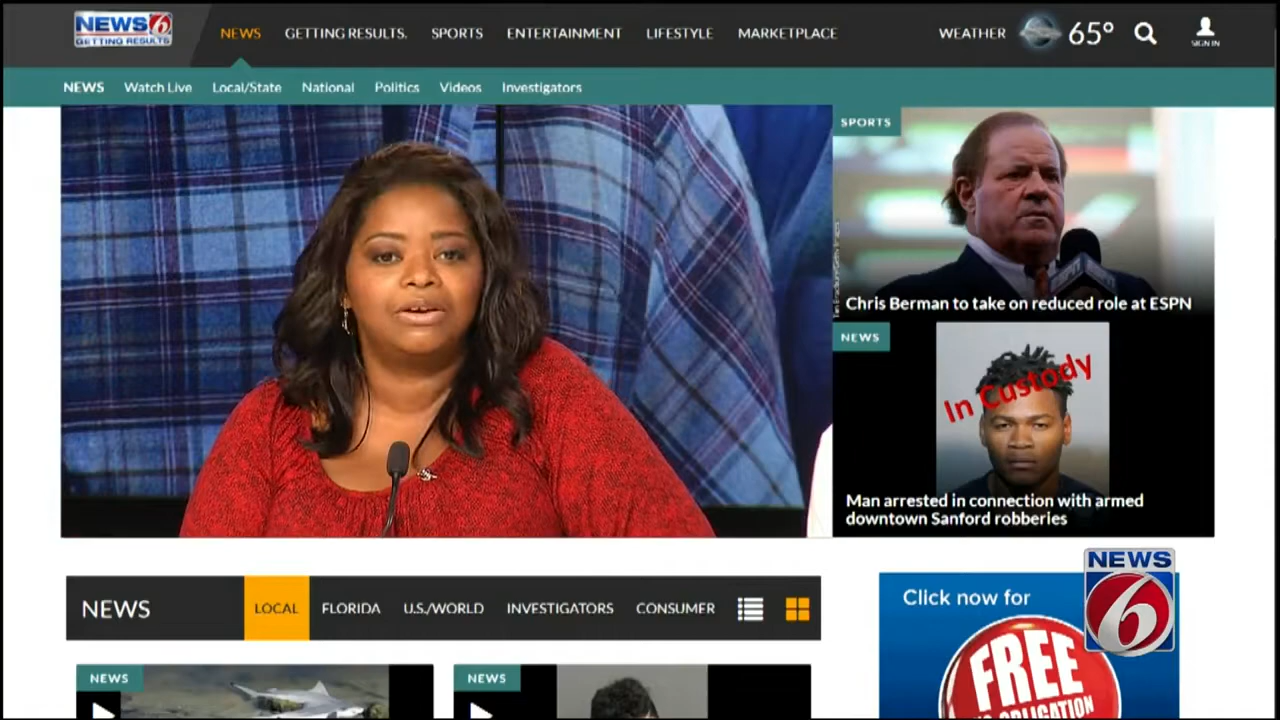 NEWS 6
GETTING RESULTS
NEWS
GETTING RESULTS.
SPORTS
ENTERTAINMENT
LIFESTYLE
MARKETPLACE
WEATHER
65°
SIGN IN
NEWS
Watch Live
Local/State
National
Politics
Videos
Investigators
SPORTS
Chris Berman to take on reduced role at ESPN
NEWS
In Custody
Man arrested in connection with armed
downtown Sanford robberies
NEWS
LOCAL
FLORIDA
U.S./WORLD
INVESTIGATORS
CONSUMER
NEWS
NEWS
Click now for
FREE
OBLIGATION
NEWS
6